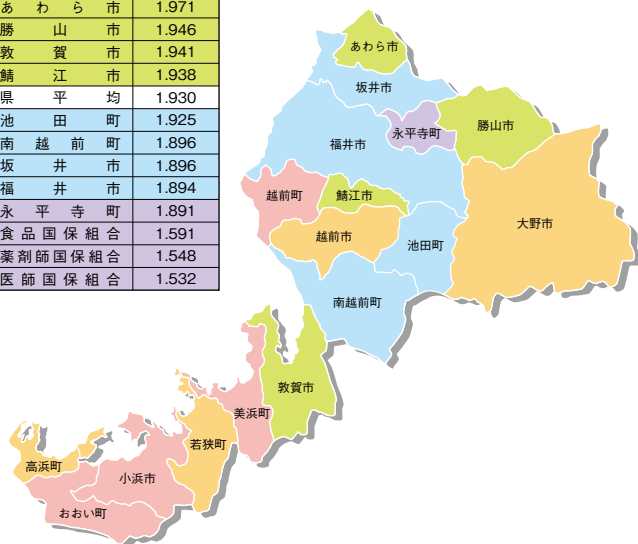 あわら市 1.971
勝山市 1.946
敦賀市 1.941
鯖江市 1.938
県平均 1.930
池田町 1.925
南越前町 1.896
坂井市 1.896
福井市 1.894
永平寺町 1.891
食品国保組合 1.591
薬剤師国保組合 1.548
医師国保組合 1.532
あわら市
坂井市
永平寺町
勝山市
福井市
越前町
鯖江市
大野市
越前市
池田町
南越前町
敦賀市
美浜町
若狭町
高浜町
小浜市
おおい町